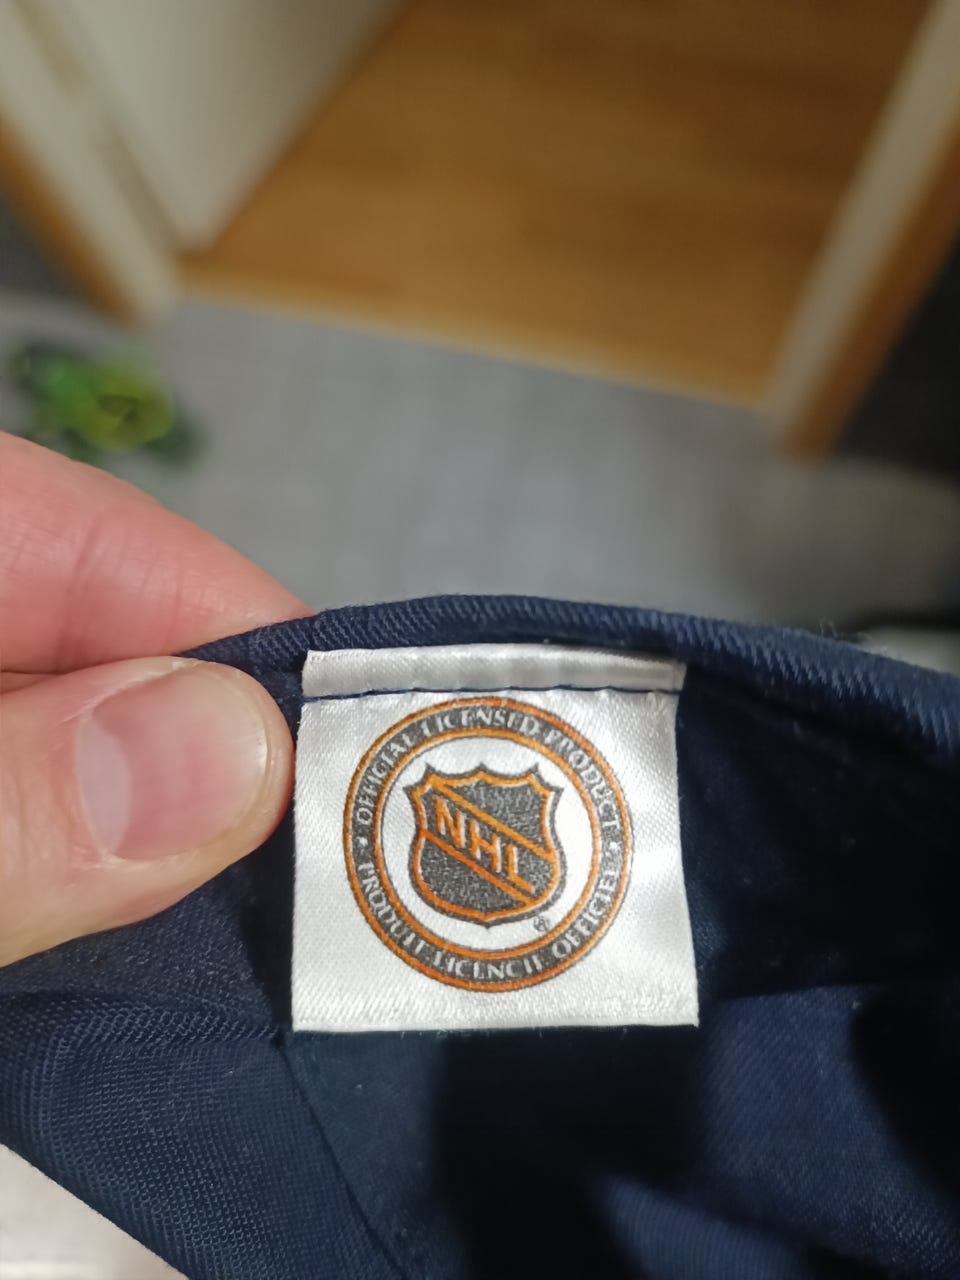 OFFICIAL LICENSED PRODUCT
NHL
PRODUIT LICENCIÉ OFFICIEL